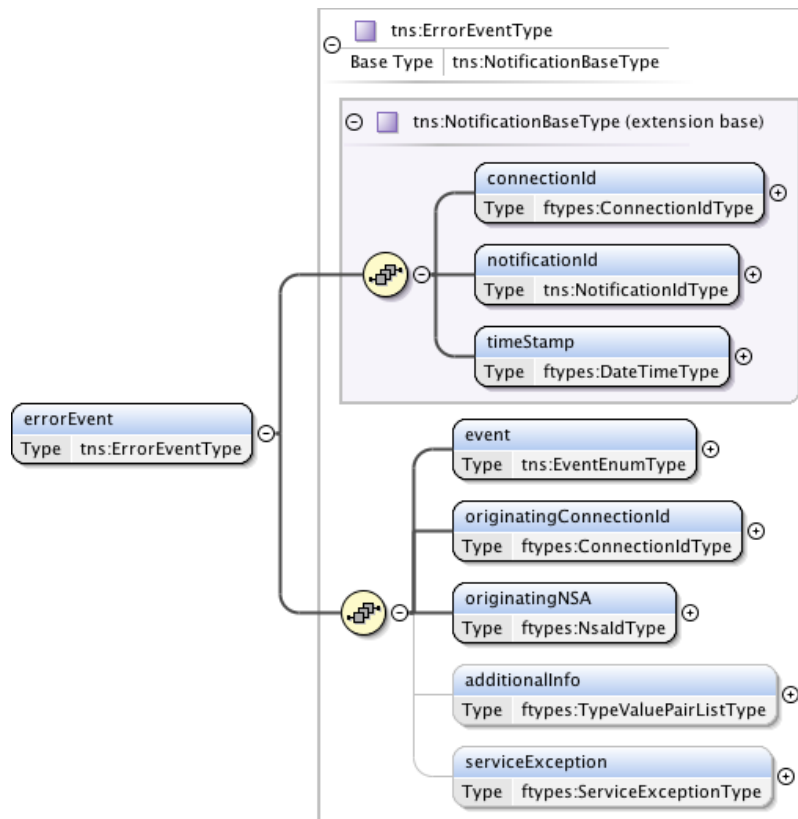 tns:ErrorEventType
Base Type tns:NotificationBaseType
tns:NotificationBaseType (extension base)
connectionId
Type ftypes:ConnectionIdType
notificationId
Type tns:NotificationIdType
timeStamp
Type ftypes:DateTimeType
errorEvent
Type tns:ErrorEventType
event
Type tns:EventEnumType
originatingConnectionId
Type ftypes:ConnectionIdType
originatingNSA
Type ftypes:NsaIdType
additionalInfo
Type ftypes:TypeValuePairListType
serviceException
Type ftypes:ServiceExceptionType